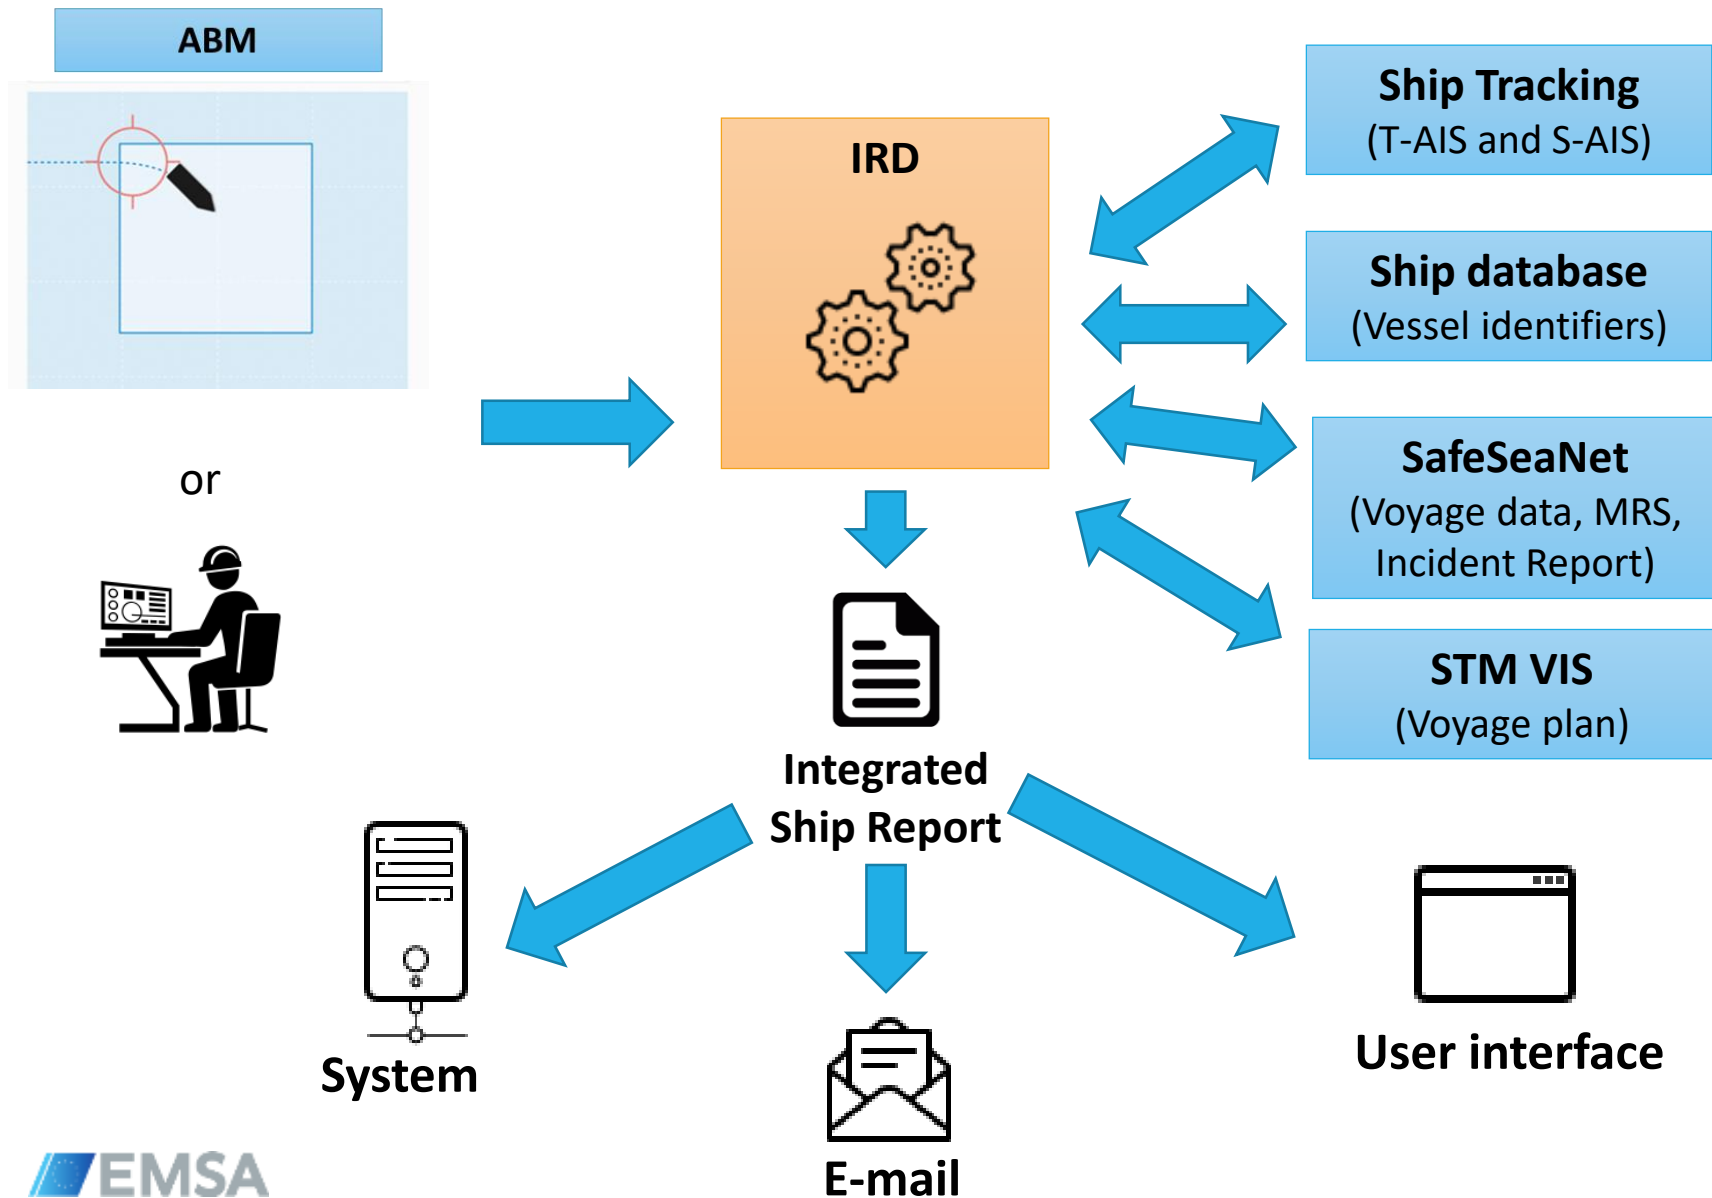 ABM
or
IRD
Ship Tracking
(T-AIS and S-AIS)
Ship database
(Vessel identifiers)
SafeSeaNet
(Voyage data, MRS,
Incident Report)
STM VIS
(Voyage plan)
Integrated
Ship Report
System
E-mail
User interface
EMSA